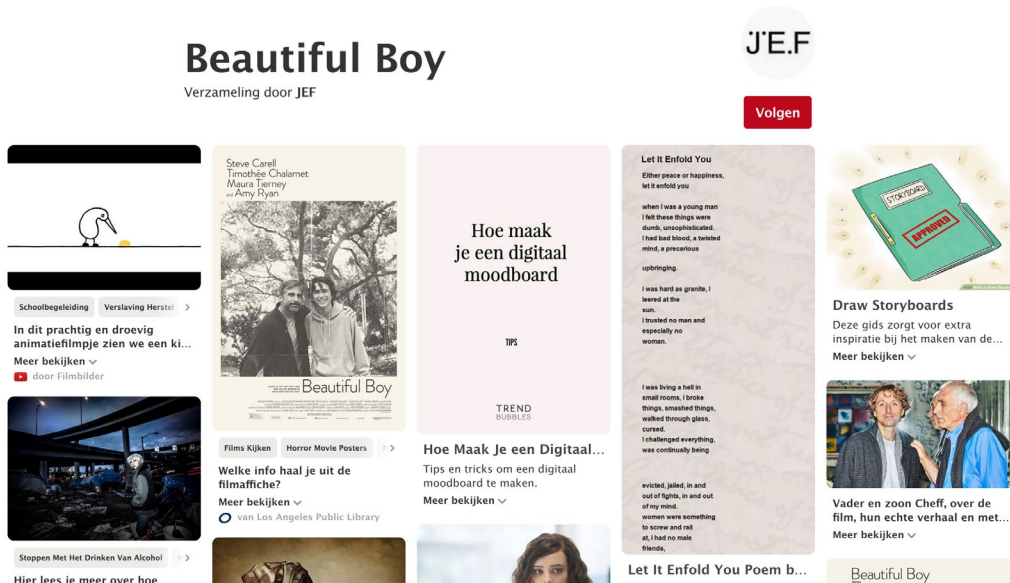 Beautiful Boy
Verzameling door JEF
J.E.F
Volgen
Schoolbegeleiding
Verslaving Herstel
In dit prachtig en droevig
animatiefilmpje zien we een ki...
Meer bekijken
door Filmbilder
Stoppen Met Het Drinken Van Alcohol
Hier lees je meer over hoe
Steve Carell
Timothée Chalamet
Maura Tierney
and Amy Ryan
Beautiful Boy
Films Kijken
Horror Movie Posters
Welke info haal je uit de
filmaffiche?
Meer bekijken
van Los Angeles Public Library
Hoe maak
je een digitaal
moodboard
TIPS
TREND
BUBBLES
Hoe Maak Je een Digitaal...
Tips en tricks om een digitaal
moodboard te maken.
Meer bekijken
Let It Enfold You
Either peace or happiness,
let it enfold you
when I was a young man
I felt these things were
dumb, unsophisticated.
I had bad blood, a twisted
mind, a precarious
upbringing.
I was hard as granite, I
leered at the
sun.
I trusted no man and
especially no
woman.
I was living a hell in
small rooms, I broke
things, smashed things,
walked through glass,
cursed.
I challenged everything,
was continually being
evicted, jailed, in and
out of fights, in and out
of my mind.
women were something
to screw and rail
at, I had no male
friends,
Let It Enfold You Poem b...
STORYBOARD
APPROVED
Draw Storyboards
Deze gids zorgt voor extra
inspiratie bij het maken van de...
Meer bekijken
Vader en zoon Cheff, over de
film, hun echte verhaal en met...
Meer bekijken
Beautiful Boy